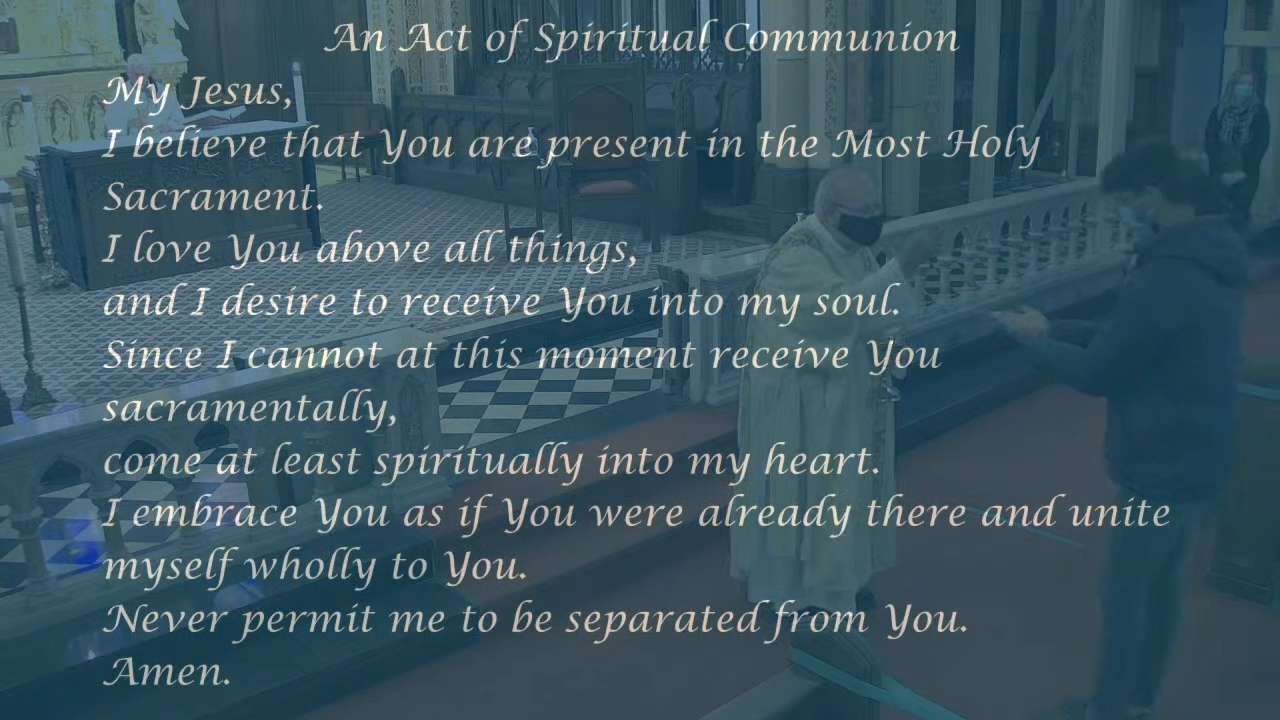 An Act of Spiritual Communion
My Jesus,
I believe that You are present in the Most Holy
Sacrament.
I love You above all things,
and I desire to receive You into my soul.
Since I cannot at this moment receive You
sacramentally,
come at least spiritually into my heart.
I embrace You as if You were already there and unite
myself wholly to You.
Never permit me to be separated from You.
Amen.